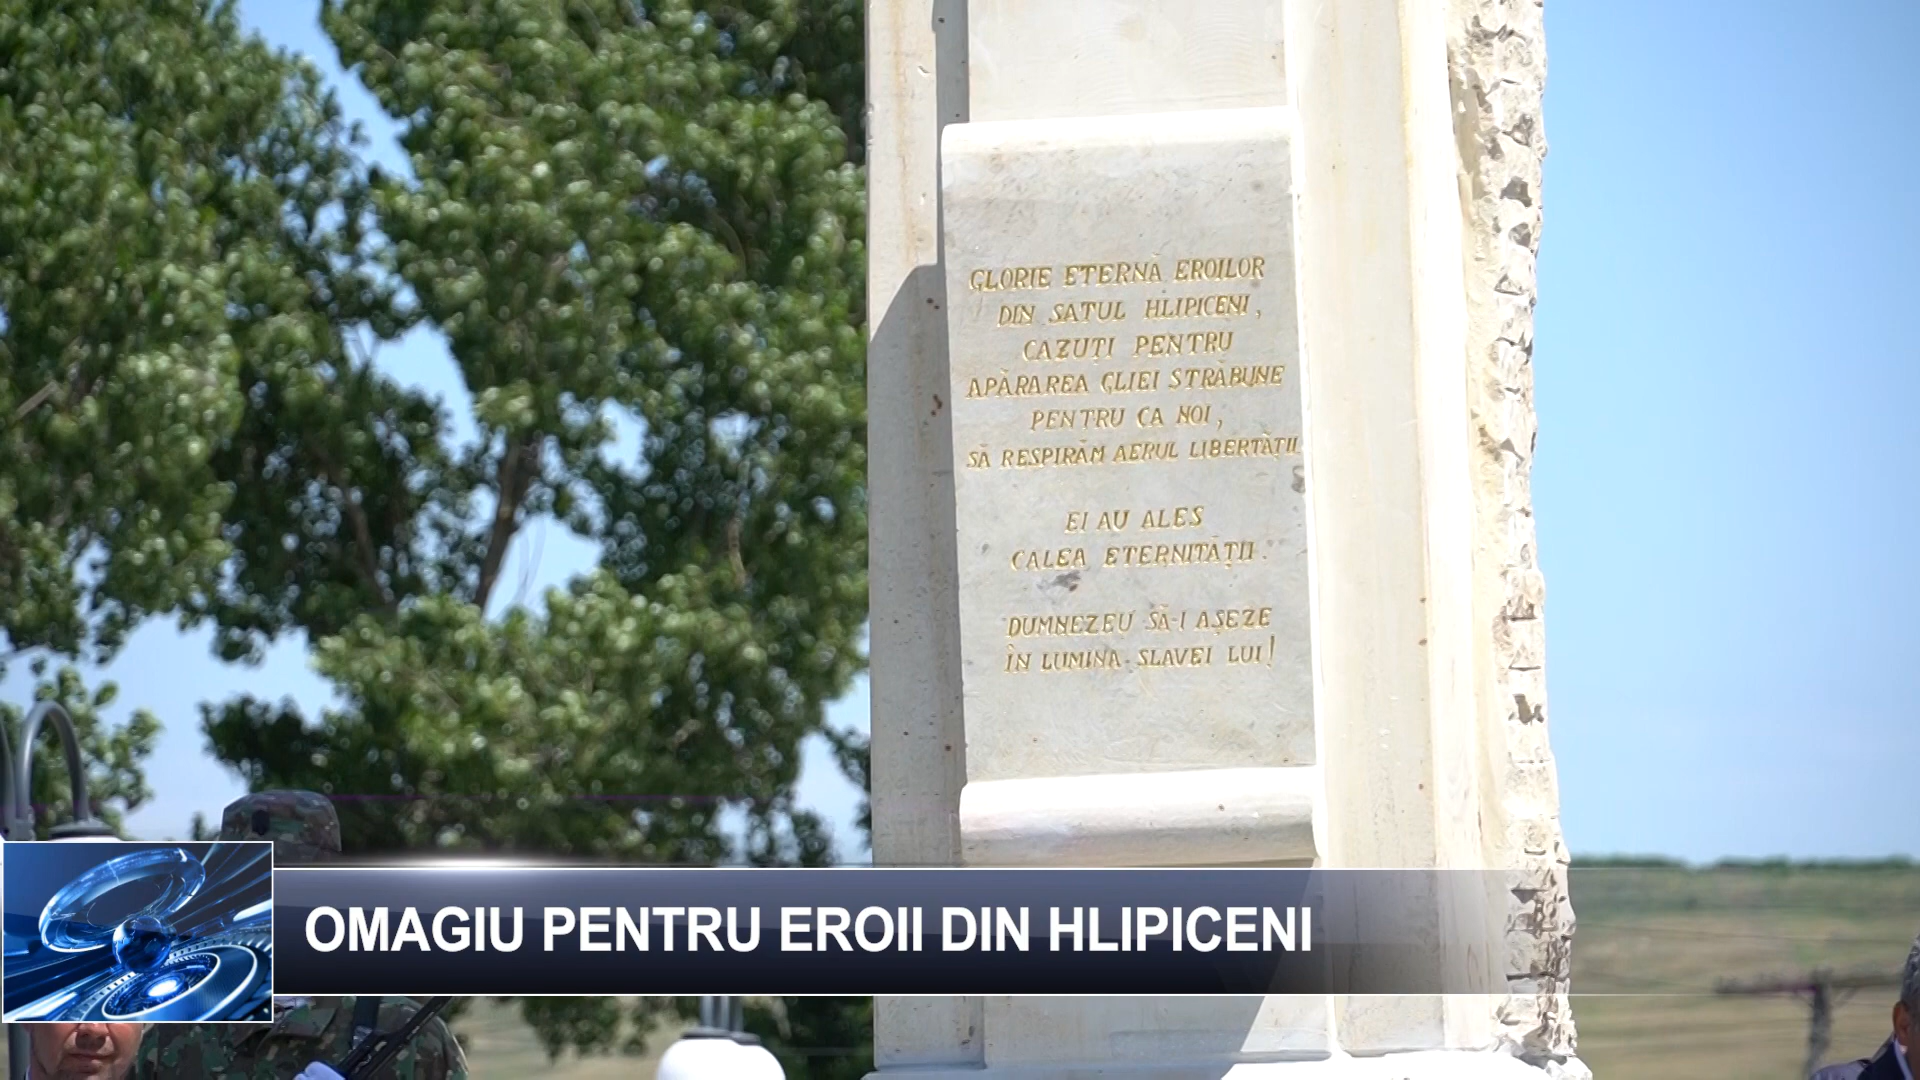 GLORIE ETERNĂ EROILOR
DIN SATUL HLIPICENI,
CAZUȚI PENTRU
APĂRAREA GLIEI STRĂBUNE
PENTRU CA NOI,
SĂ RESPIRĂM AERUL LIBERTĂȚII
EI AU ALES
CALEA ETERNITĂȚII.
DUMNEZEU SĂ-I AȘEZE
ÎN LUMINA SLAVEI LUI!
OMAGIU PENTRU EROII DIN HLIPICENI